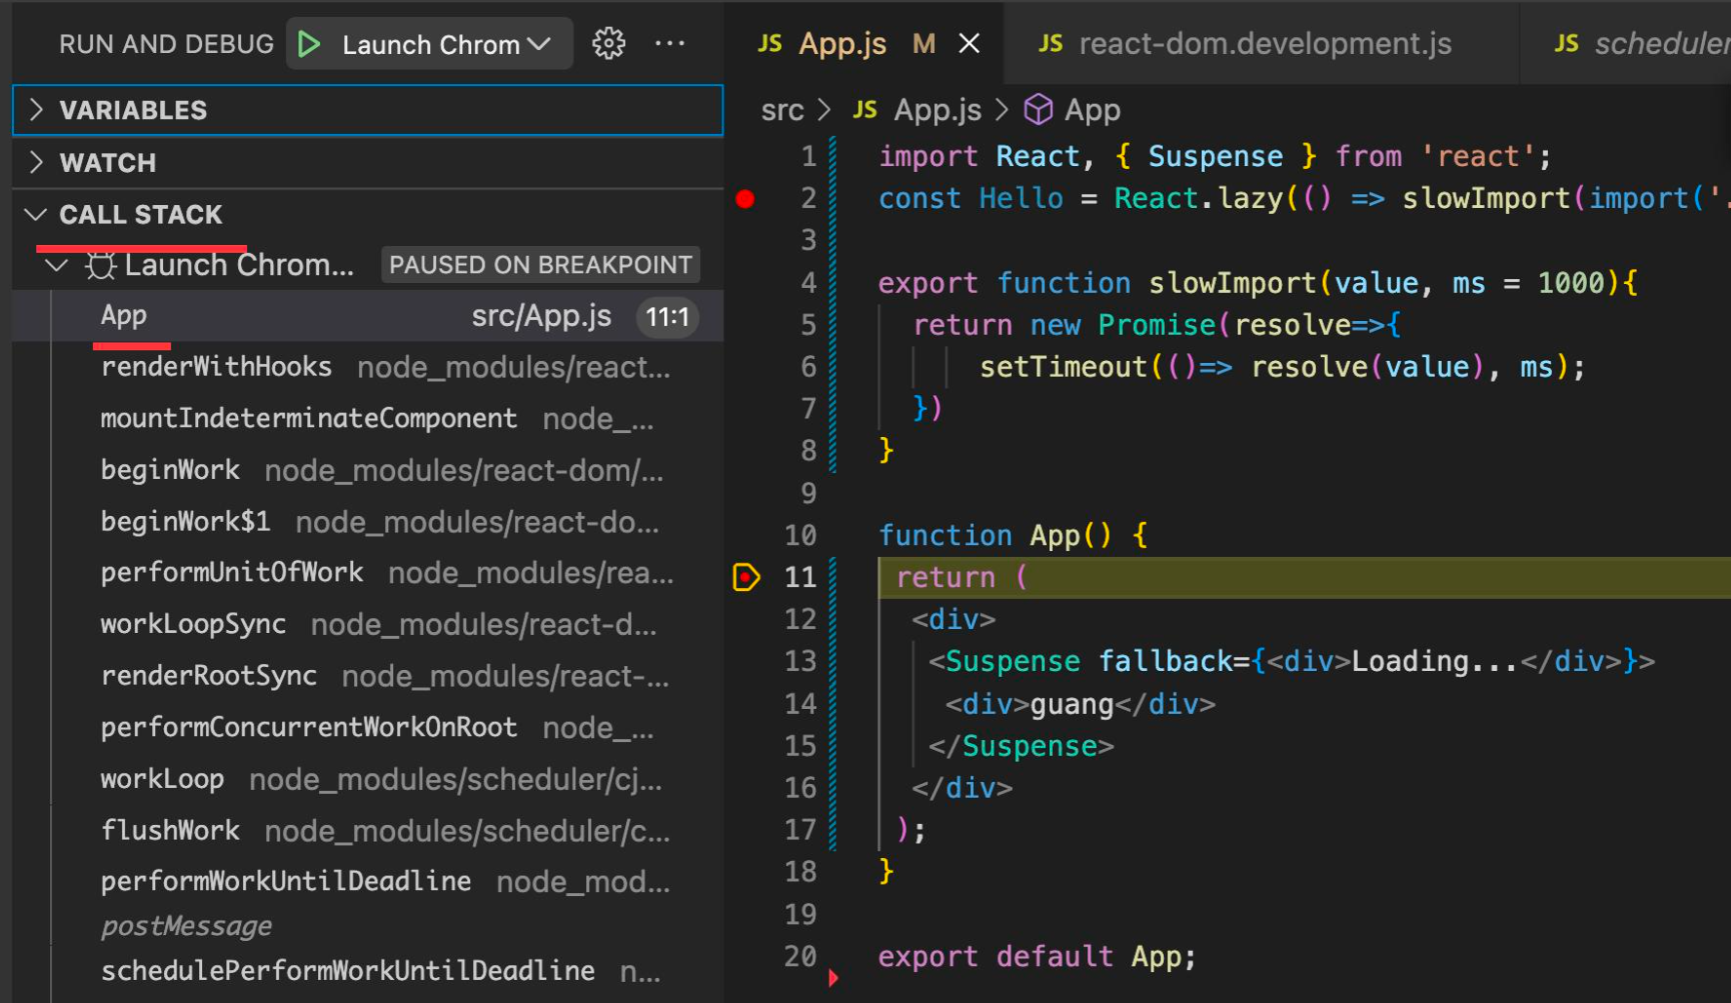 RUN AND DEBUG Launch Chrom
VARIABLES
WATCH
CALL STACK
Launch Chrom... PAUSED ON BREAKPOINT
App src/App.js 11:1
renderWithHooks node_modules/react...
mountIndeterminateComponent node_...
beginWork node_modules/react-dom/...
beginWork$1 node_modules/react-do...
performUnitOfWork node_modules/rea...
workLoopSync node_modules/react-d...
renderRootSync node_modules/react-...
performConcurrentWorkOnRoot node_...
workLoop node_modules/scheduler/cj...
flushWork node_modules/scheduler/c...
performWorkUntilDeadline node_mod...
postMessage
schedulePerformWorkUntilDeadline n...
JS App.js M JS react-dom.development.js JS scheduler
src > JS App.js > App
1 import React, { Suspense } from 'react';
2 const Hello = React.lazy(() => slowImport(import('.
3
4 export function slowImport(value, ms = 1000){
5 return new Promise(resolve=>{
6 setTimeout(()=> resolve(value), ms);
7 })
8 }
9
10 function App() {
11 return (
12 <div>
13 <Suspense fallback={<div>Loading...</div>}>
14 <div>guang</div>
15 </Suspense>
16 </div>
17 );
18 }
19
20 export default App;